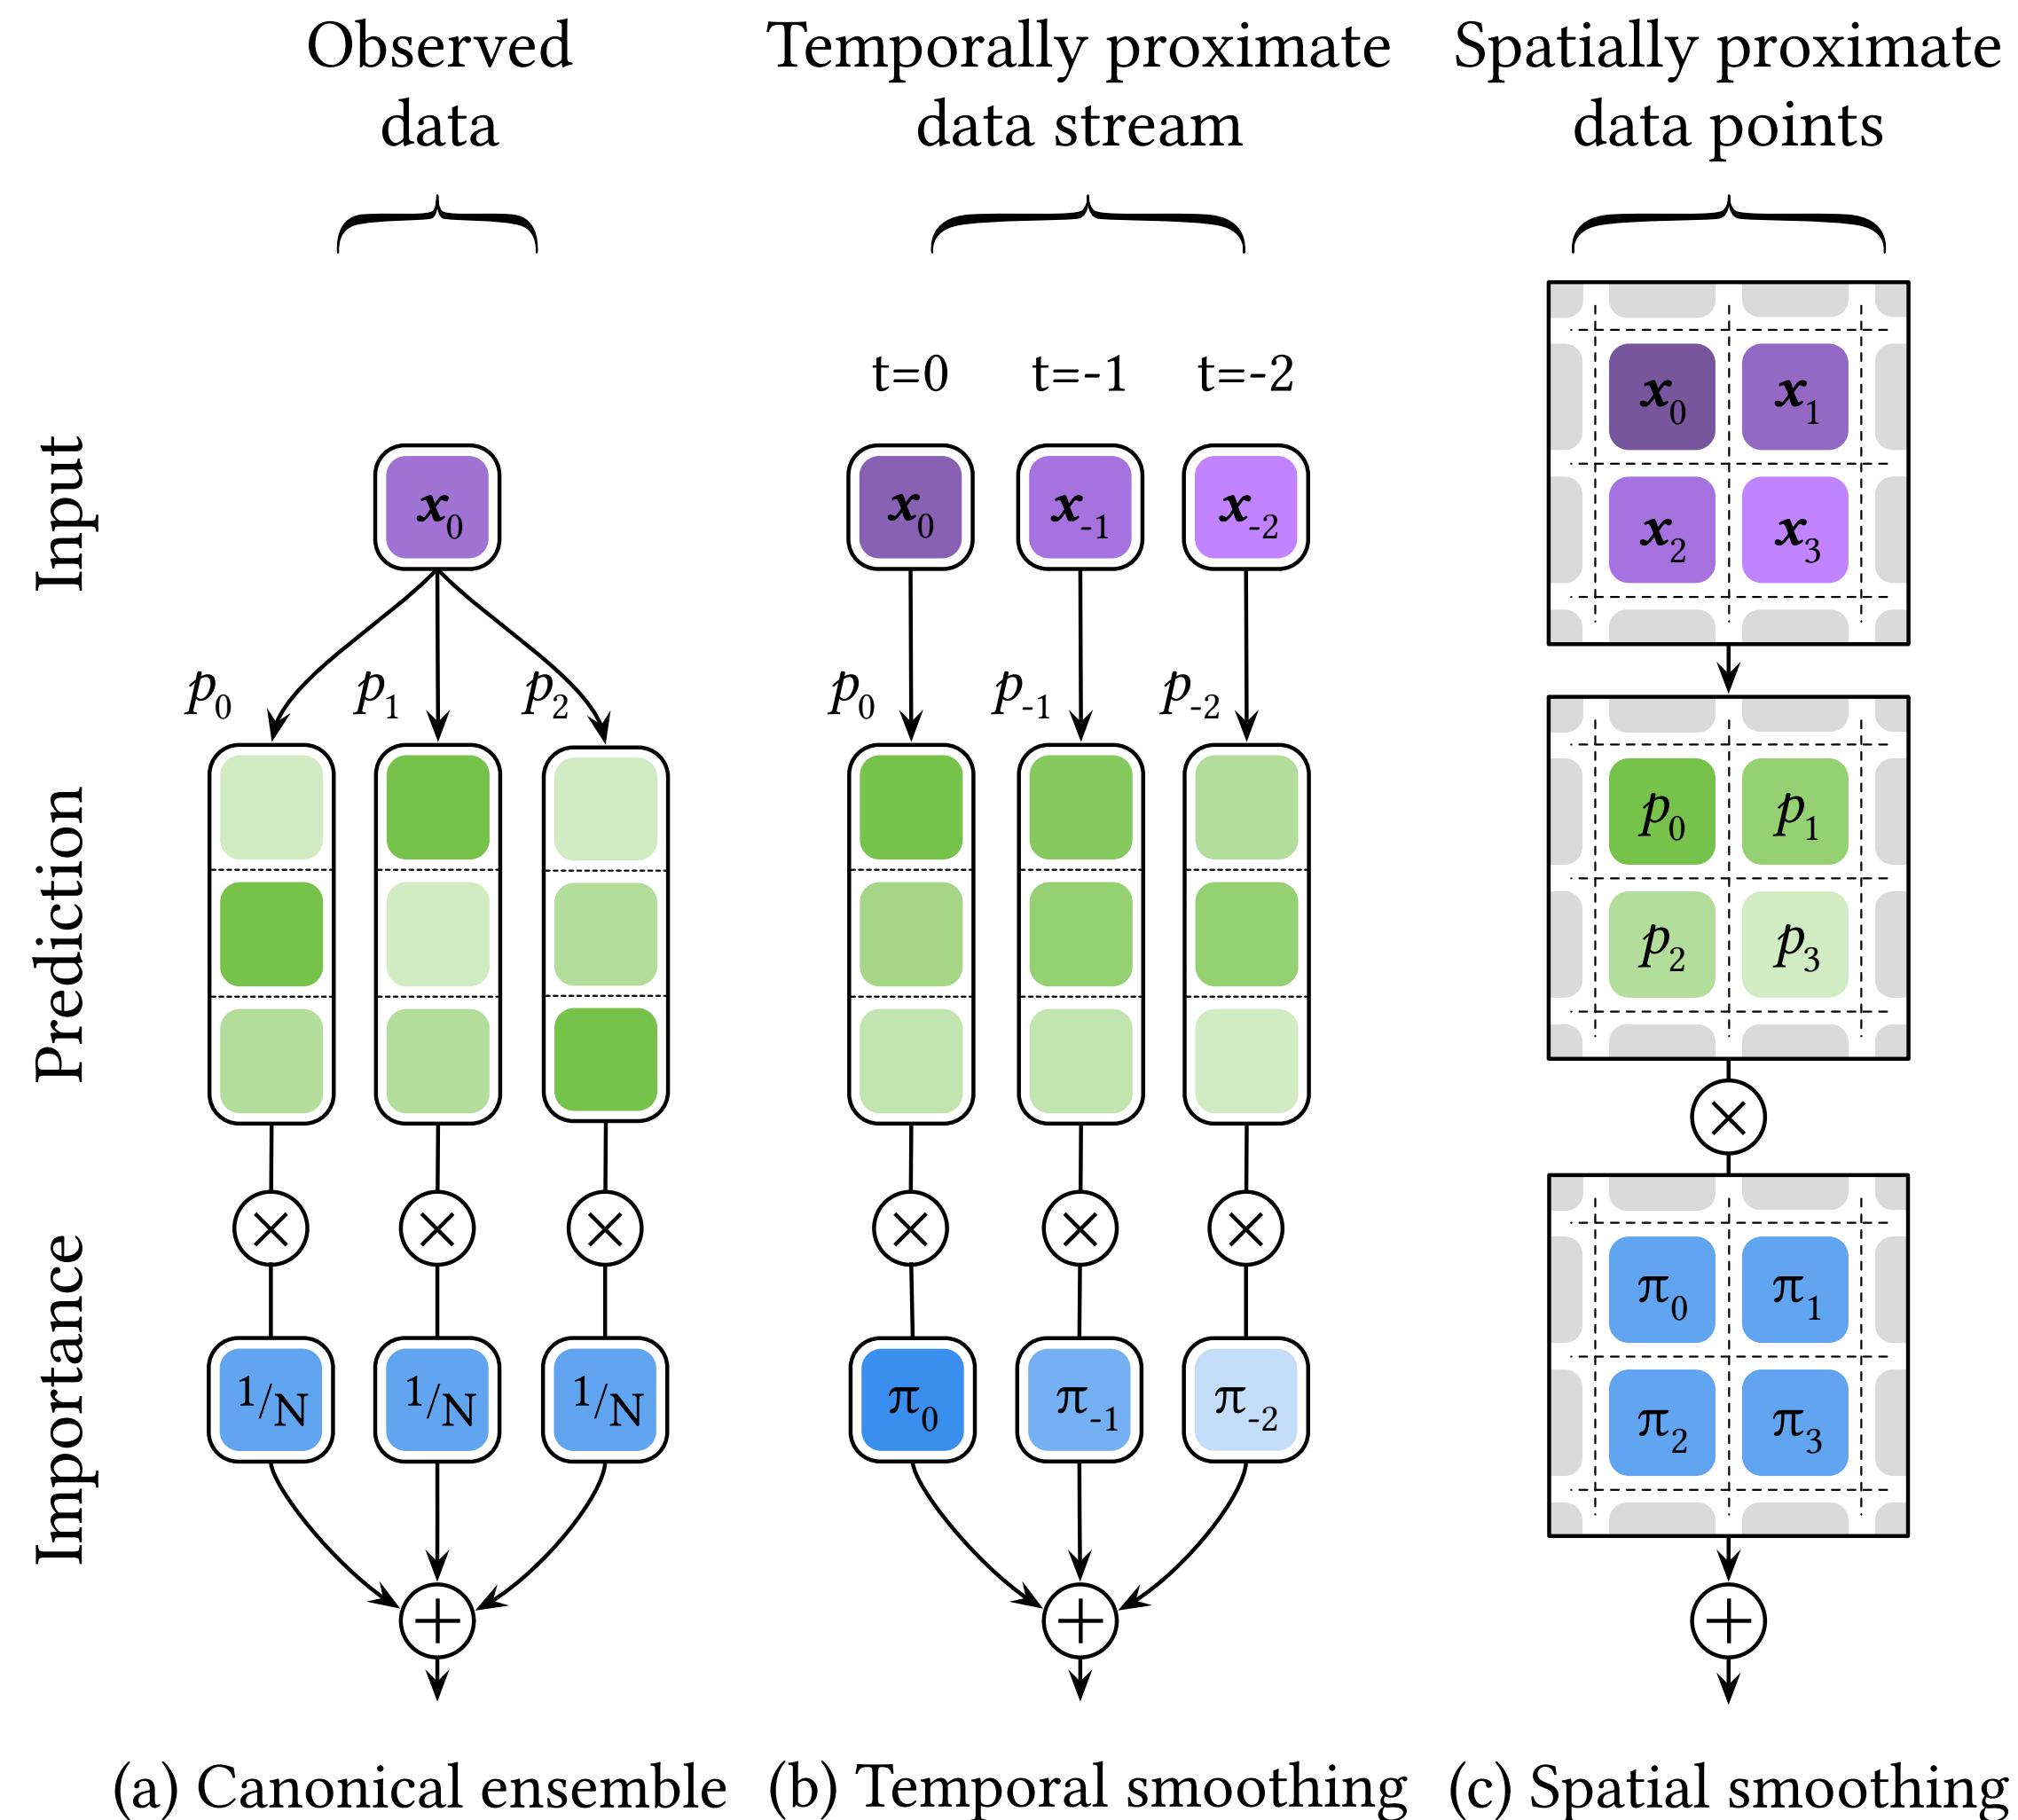 Observed
data
Temporally proximate
data stream
Spatially proximate
data points
t=0 t=-1 t=-2
Input
x0
x0 x-1 x-2
x0 x1
x2 x3
p0 p1 p2
p0 p-1 p-2
Prediction
p0 p1
p2 p3
Importance
1/N 1/N 1/N
π0 π-1 π-2
π0 π1
π2 π3
(a) Canonical ensemble
(b) Temporal smoothing
(c) Spatial smoothing